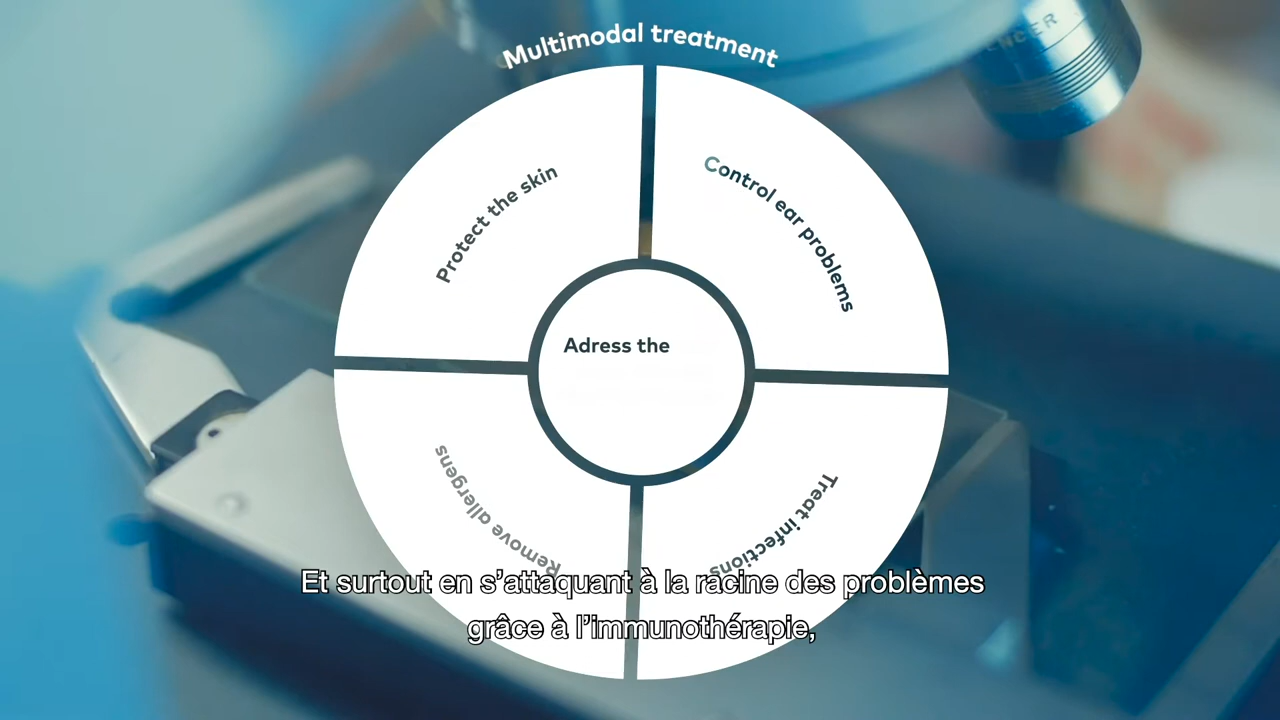 Multimodal treatment
Protect the skin
Control ear problems
Adress the
Remove allergens
Treat infections
Et surtout en s’attaquant à la racine des problèmes
grâce à l’immunothérapie,